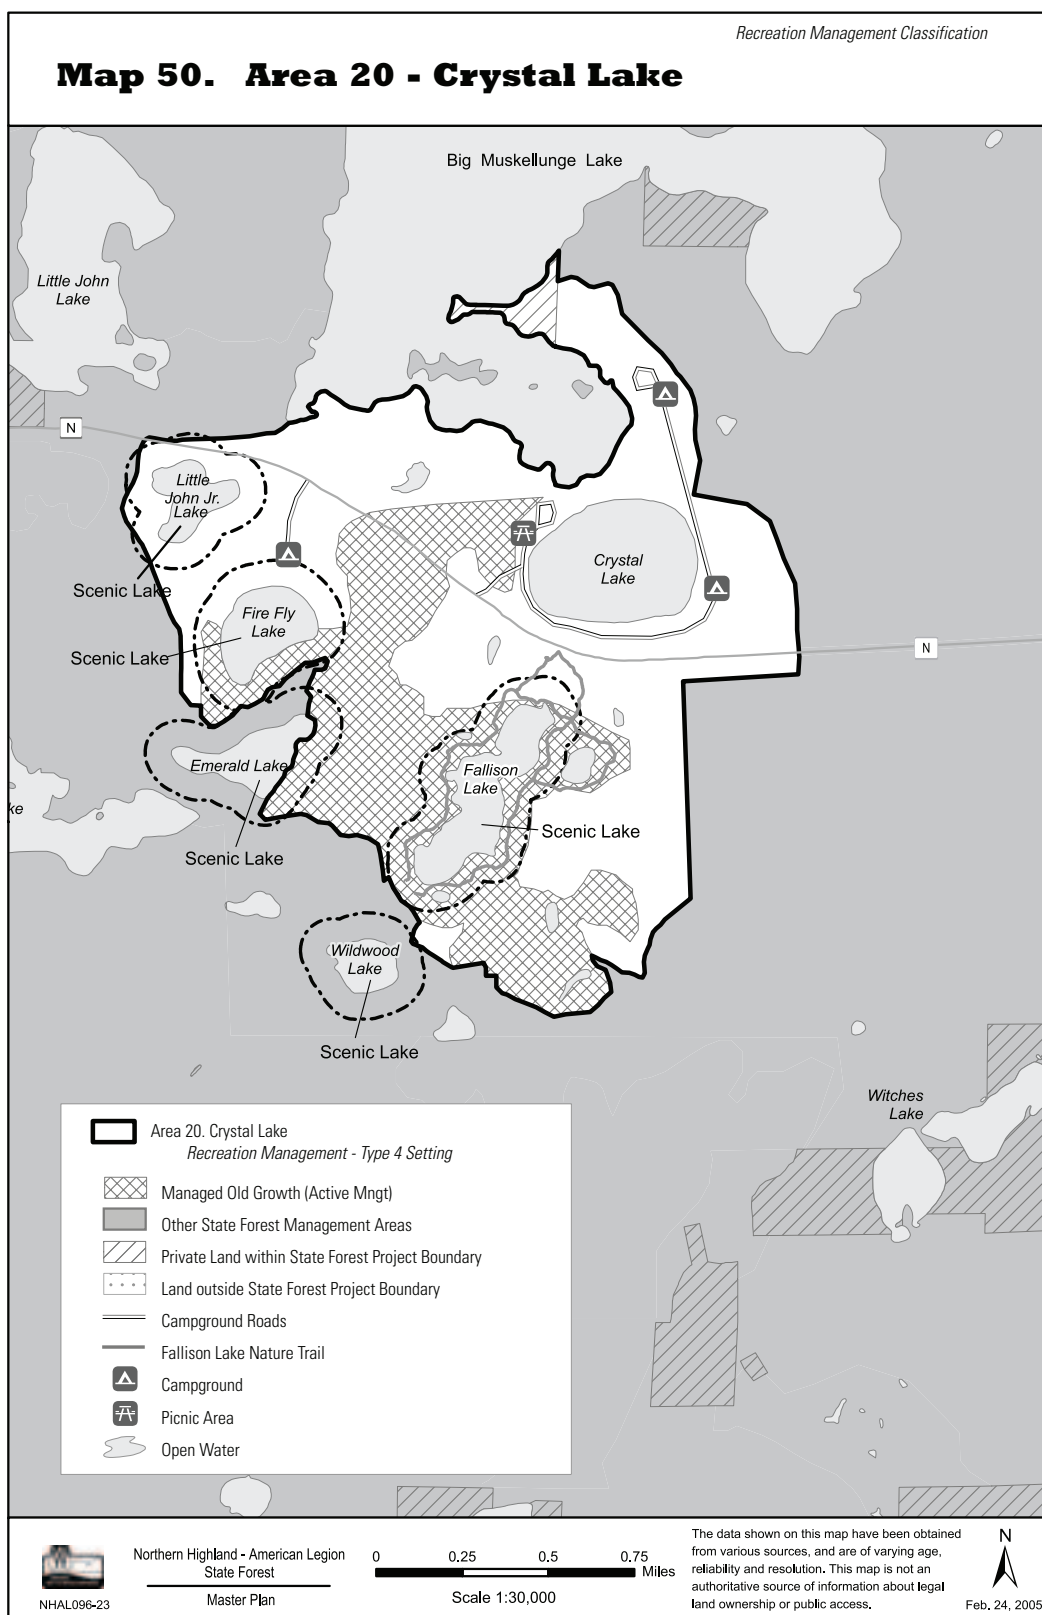 Recreation Management Classification
Map 50. Area 20 - Crystal Lake
Big Muskellunge Lake
Little John
Lake
N
Little
John Jr.
Lake
Scenic Lake
Crystal
Lake
Fire Fly
Lake
Scenic Lake
N
Emerald Lake
Fallison
Lake
ke
Scenic Lake
Scenic Lake
Wildwood
Lake
Scenic Lake
Witches
Lake
Area 20. Crystal Lake
Recreation Management - Type 4 Setting
Managed Old Growth (Active Mngt)
Other State Forest Management Areas
Private Land within State Forest Project Boundary
Land outside State Forest Project Boundary
Campground Roads
Fallison Lake Nature Trail
Campground
Picnic Area
Open Water
NHAL096-23
Northern Highland - American Legion
State Forest
Master Plan
0 0.25 0.5 0.75
Miles
Scale 1:30,000
The data shown on this map have been obtained
from various sources, and are of varying age,
reliability and resolution. This map is not an
authoritative source of information about legal
land ownership or public access.
N
Feb. 24, 2005